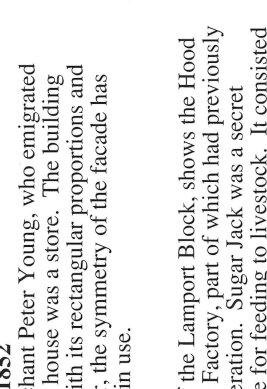 1852
chant Peter Young, who emigrated
house was a store. The building
ith its rectangular proportions and
, the symmetry of the facade has
in use.
f the Lamport Block, shows the Hood
Factory, part of which had previously
eration. Sugar Jack was a secret
e for feeding to livestock. It consisted